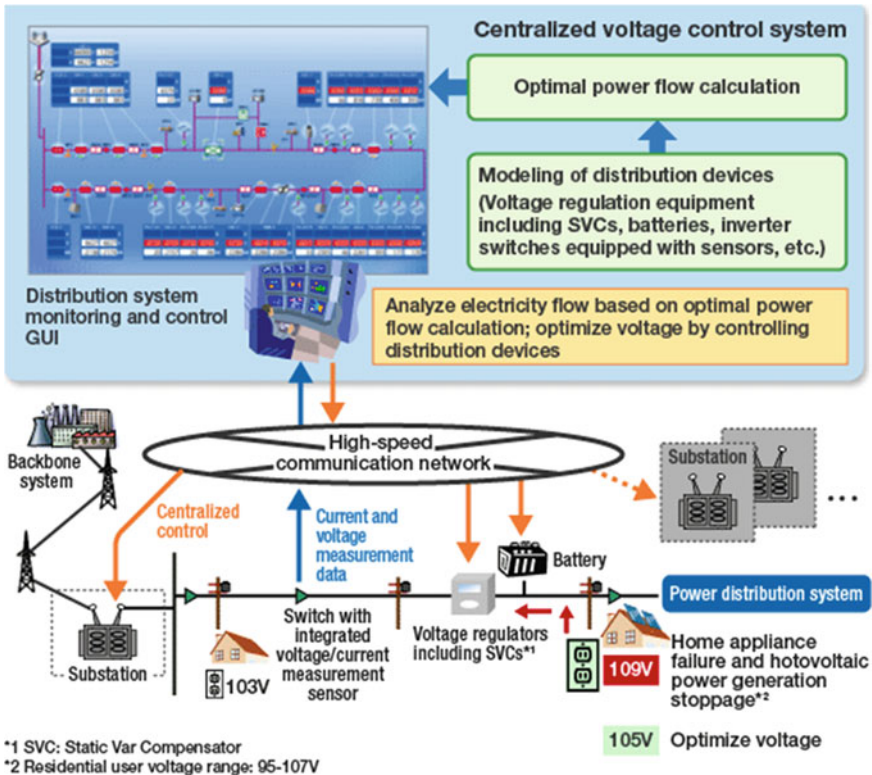 Centralized voltage control system
Optimal power flow calculation
Modeling of distribution devices
(Voltage regulation equipment
including SVCs, batteries, inverter
switches equipped with sensors, etc.)
Distribution system
monitoring and control
GUI
Analyze electricity flow based on optimal power
flow calculation; optimize voltage by controlling
distribution devices
High-speed
communication network
Backbone
system
Substation
...
Centralized
control
Current and
voltage
measurement
data
Battery
Power distribution system
Substation
103V
Switch with
integrated
voltage/current
measurement
sensor
Voltage regulators
including SVCs*1
109V
Home appliance
failure and hotovoltaic
power generation
stoppage*2
105V Optimize voltage
*1 SVC: Static Var Compensator
*2 Residential user voltage range: 95-107V